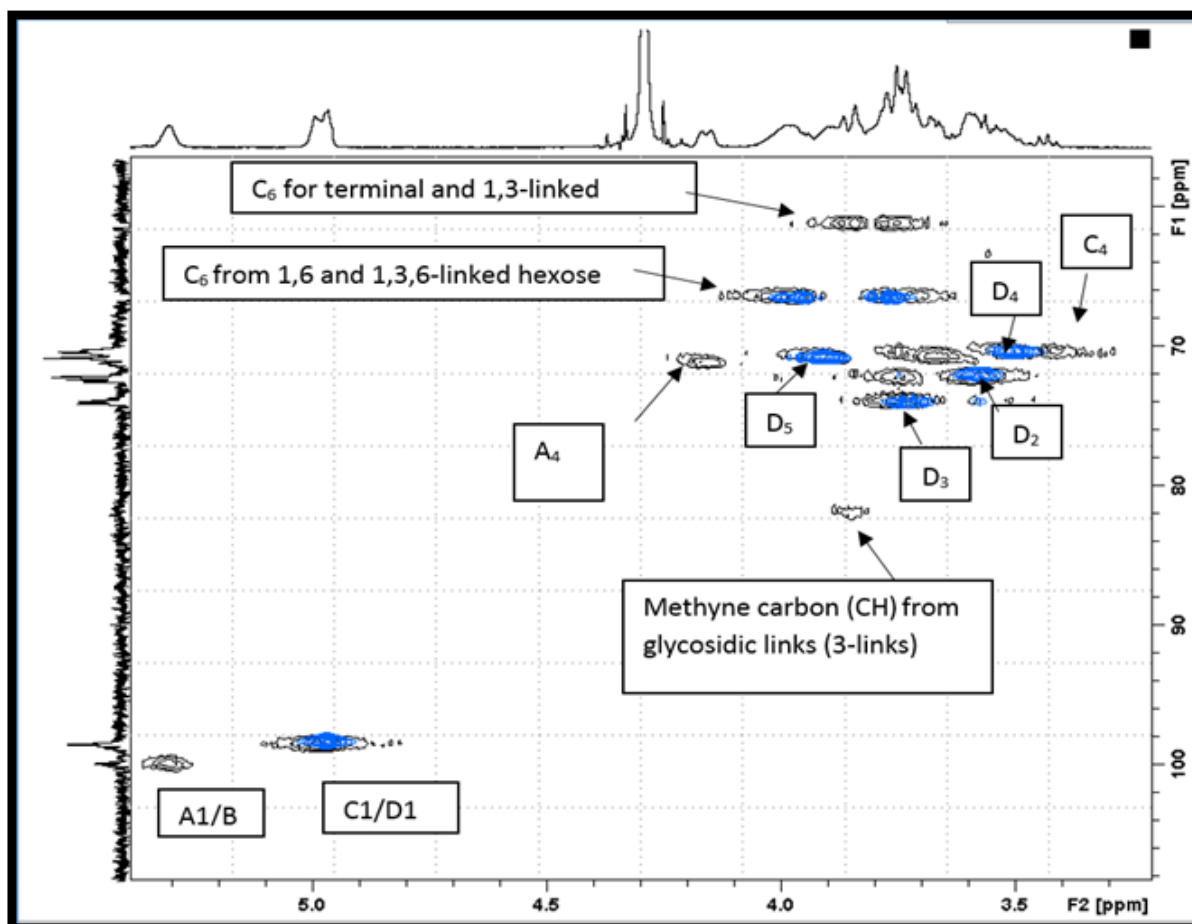 C₆ for terminal and 1,3-linked
F1 [ppm]
C₆ from 1,6 and 1,3,6-linked hexose
C₄
D₄
70
A₄
D₅
D₂
D₃
80
Methyne carbon (CH) from
glycosidic links (3-links)
90
100
A1/B
C1/D1
5.0 4.5 4.0 3.5 F2 [ppm]